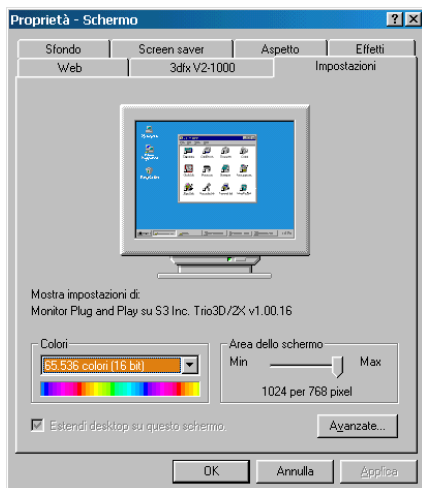 Proprietà - Schermo
Sfondo Screen saver Aspetto Effetti
Web 3dfx V2-1000 Impostazioni
Mostra impostazioni di:
Monitor Plug and Play su S3 Inc. Trio3D/2X v1.00.16
Colori
65.536 colori (16 bit)
Area dello schermo
Min Max
1024 per 768 pixel
Estendi desktop su questo schermo.
Avanzate...
OK Annulla Applica